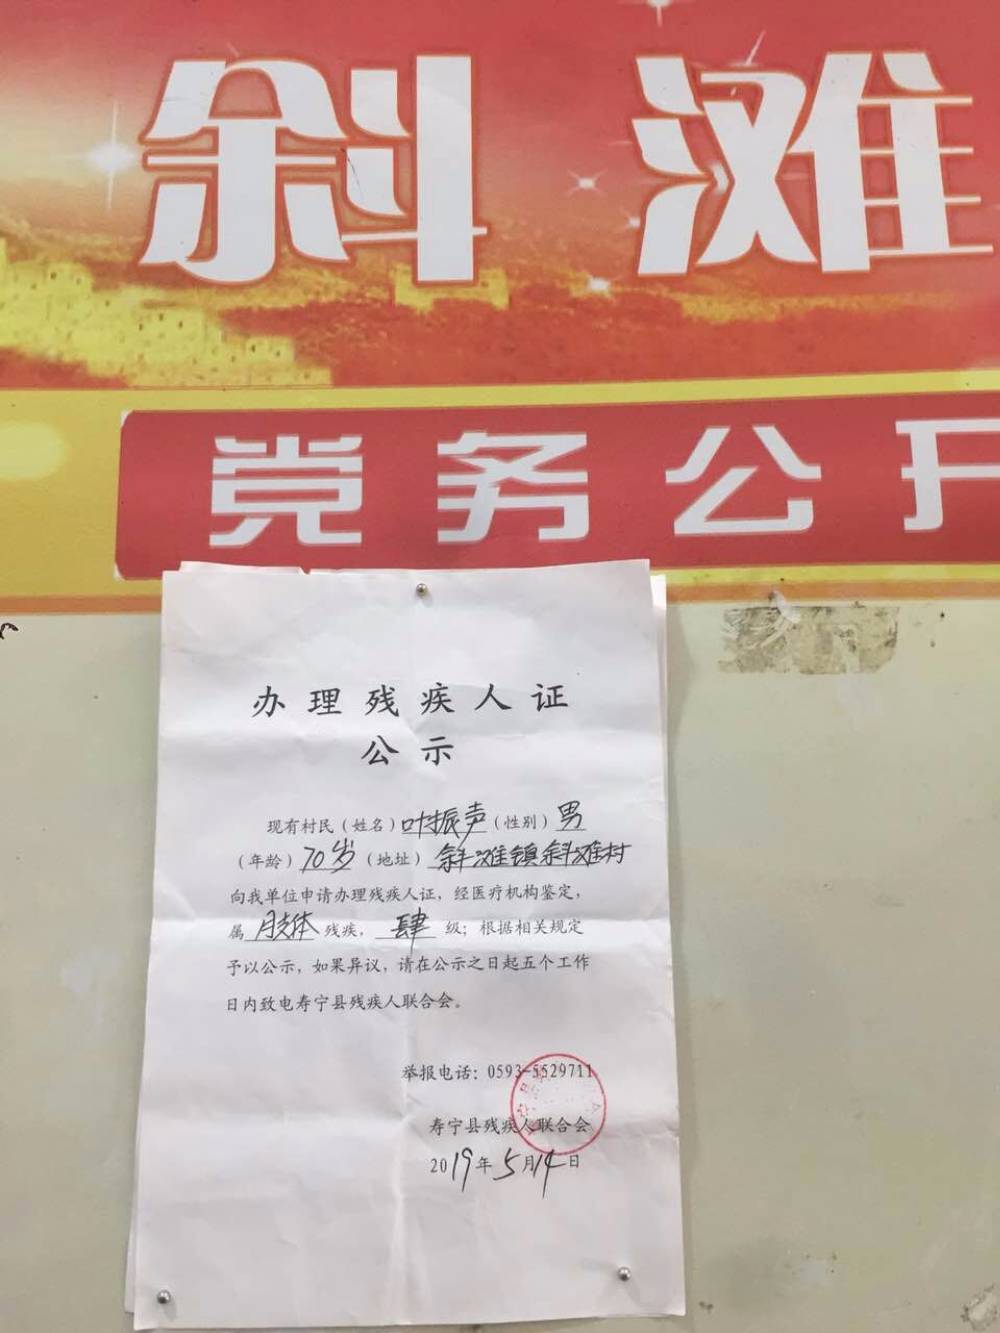 斜滩
党务公开
办理残疾人证
公示
现有村民（姓名）叶振声（性别）男
（年龄）70岁（地址）斜滩镇斜滩村
向我单位申请办理残疾人证，经医疗机构鉴定，
属肢体残疾，肆级；根据相关规定
予以公示，如果异议，请在公示之日起五个工作
日内致电寿宁县残疾人联合会。
举报电话：0593-5529711
寿宁县残疾人联合会
2019年5月14日